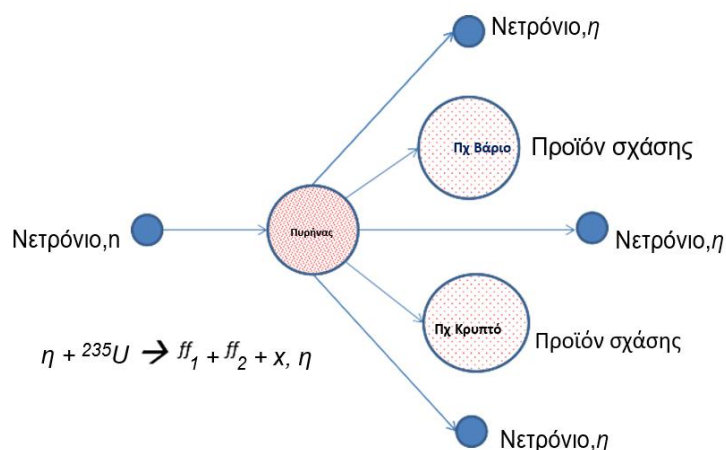 Νετρόνιο,η
Πχ Βάριο
Προϊόν σχάσης
Νετρόνιο,n
Πυρήνας
Νετρόνιο,η
Πχ Κρυπτό
Προϊόν σχάσης
η + ²³⁵U → ff₁ + ff₂ + x, η
Νετρόνιο,η